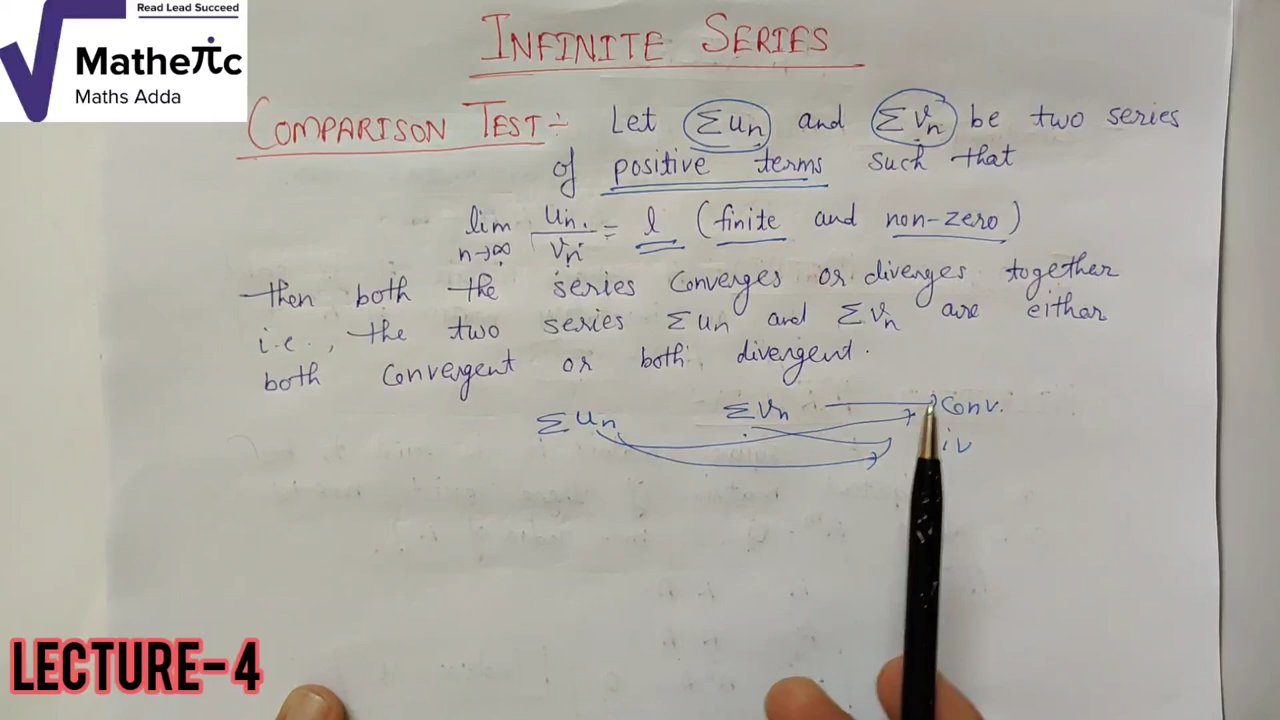 Read Lead Succeed
Matheπc
Maths Adda
INFINITE SERIES
COMPARISON TEST:- Let Σun and Σvn be two series
of positive terms such that
lim n→∞ un/vn = l (finite and non-zero)
then both the series converges or diverges together
i.e., the two series Σun and Σvn are either
both convergent or both divergent.
Σun Σvn Conv.
iv
LECTURE-4